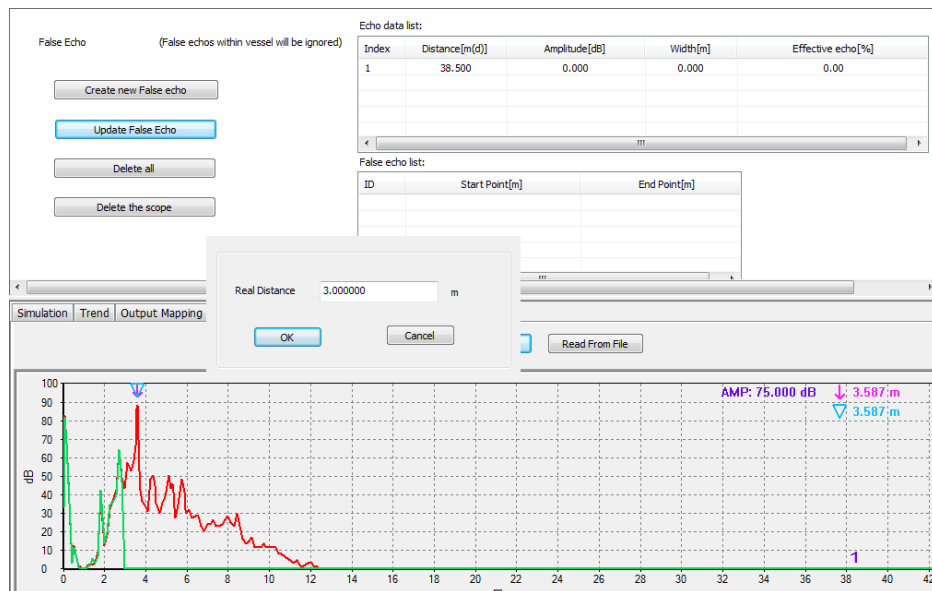 Echo data list:
False Echo (False echos within vessel will be ignored)
Index Distance[m(d)] Amplitude[dB] Width[m] Effective echo[%]
1 38.500 0.000 0.000 0.00
Create new False echo
Update False Echo
Delete all
Delete the scope
False echo list:
ID Start Point[m] End Point[m]
Real Distance 3.000000 m
OK Cancel
Simulation Trend Output Mapping
Read From File
AMP: 75.000 dB 3.587 m
3.587 m
100
90
80
70
60
50
40
30
20
10
0
dB
1
0 2 4 6 8 10 12 14 16 18 20 22 24 26 28 30 32 34 36 38 40 42